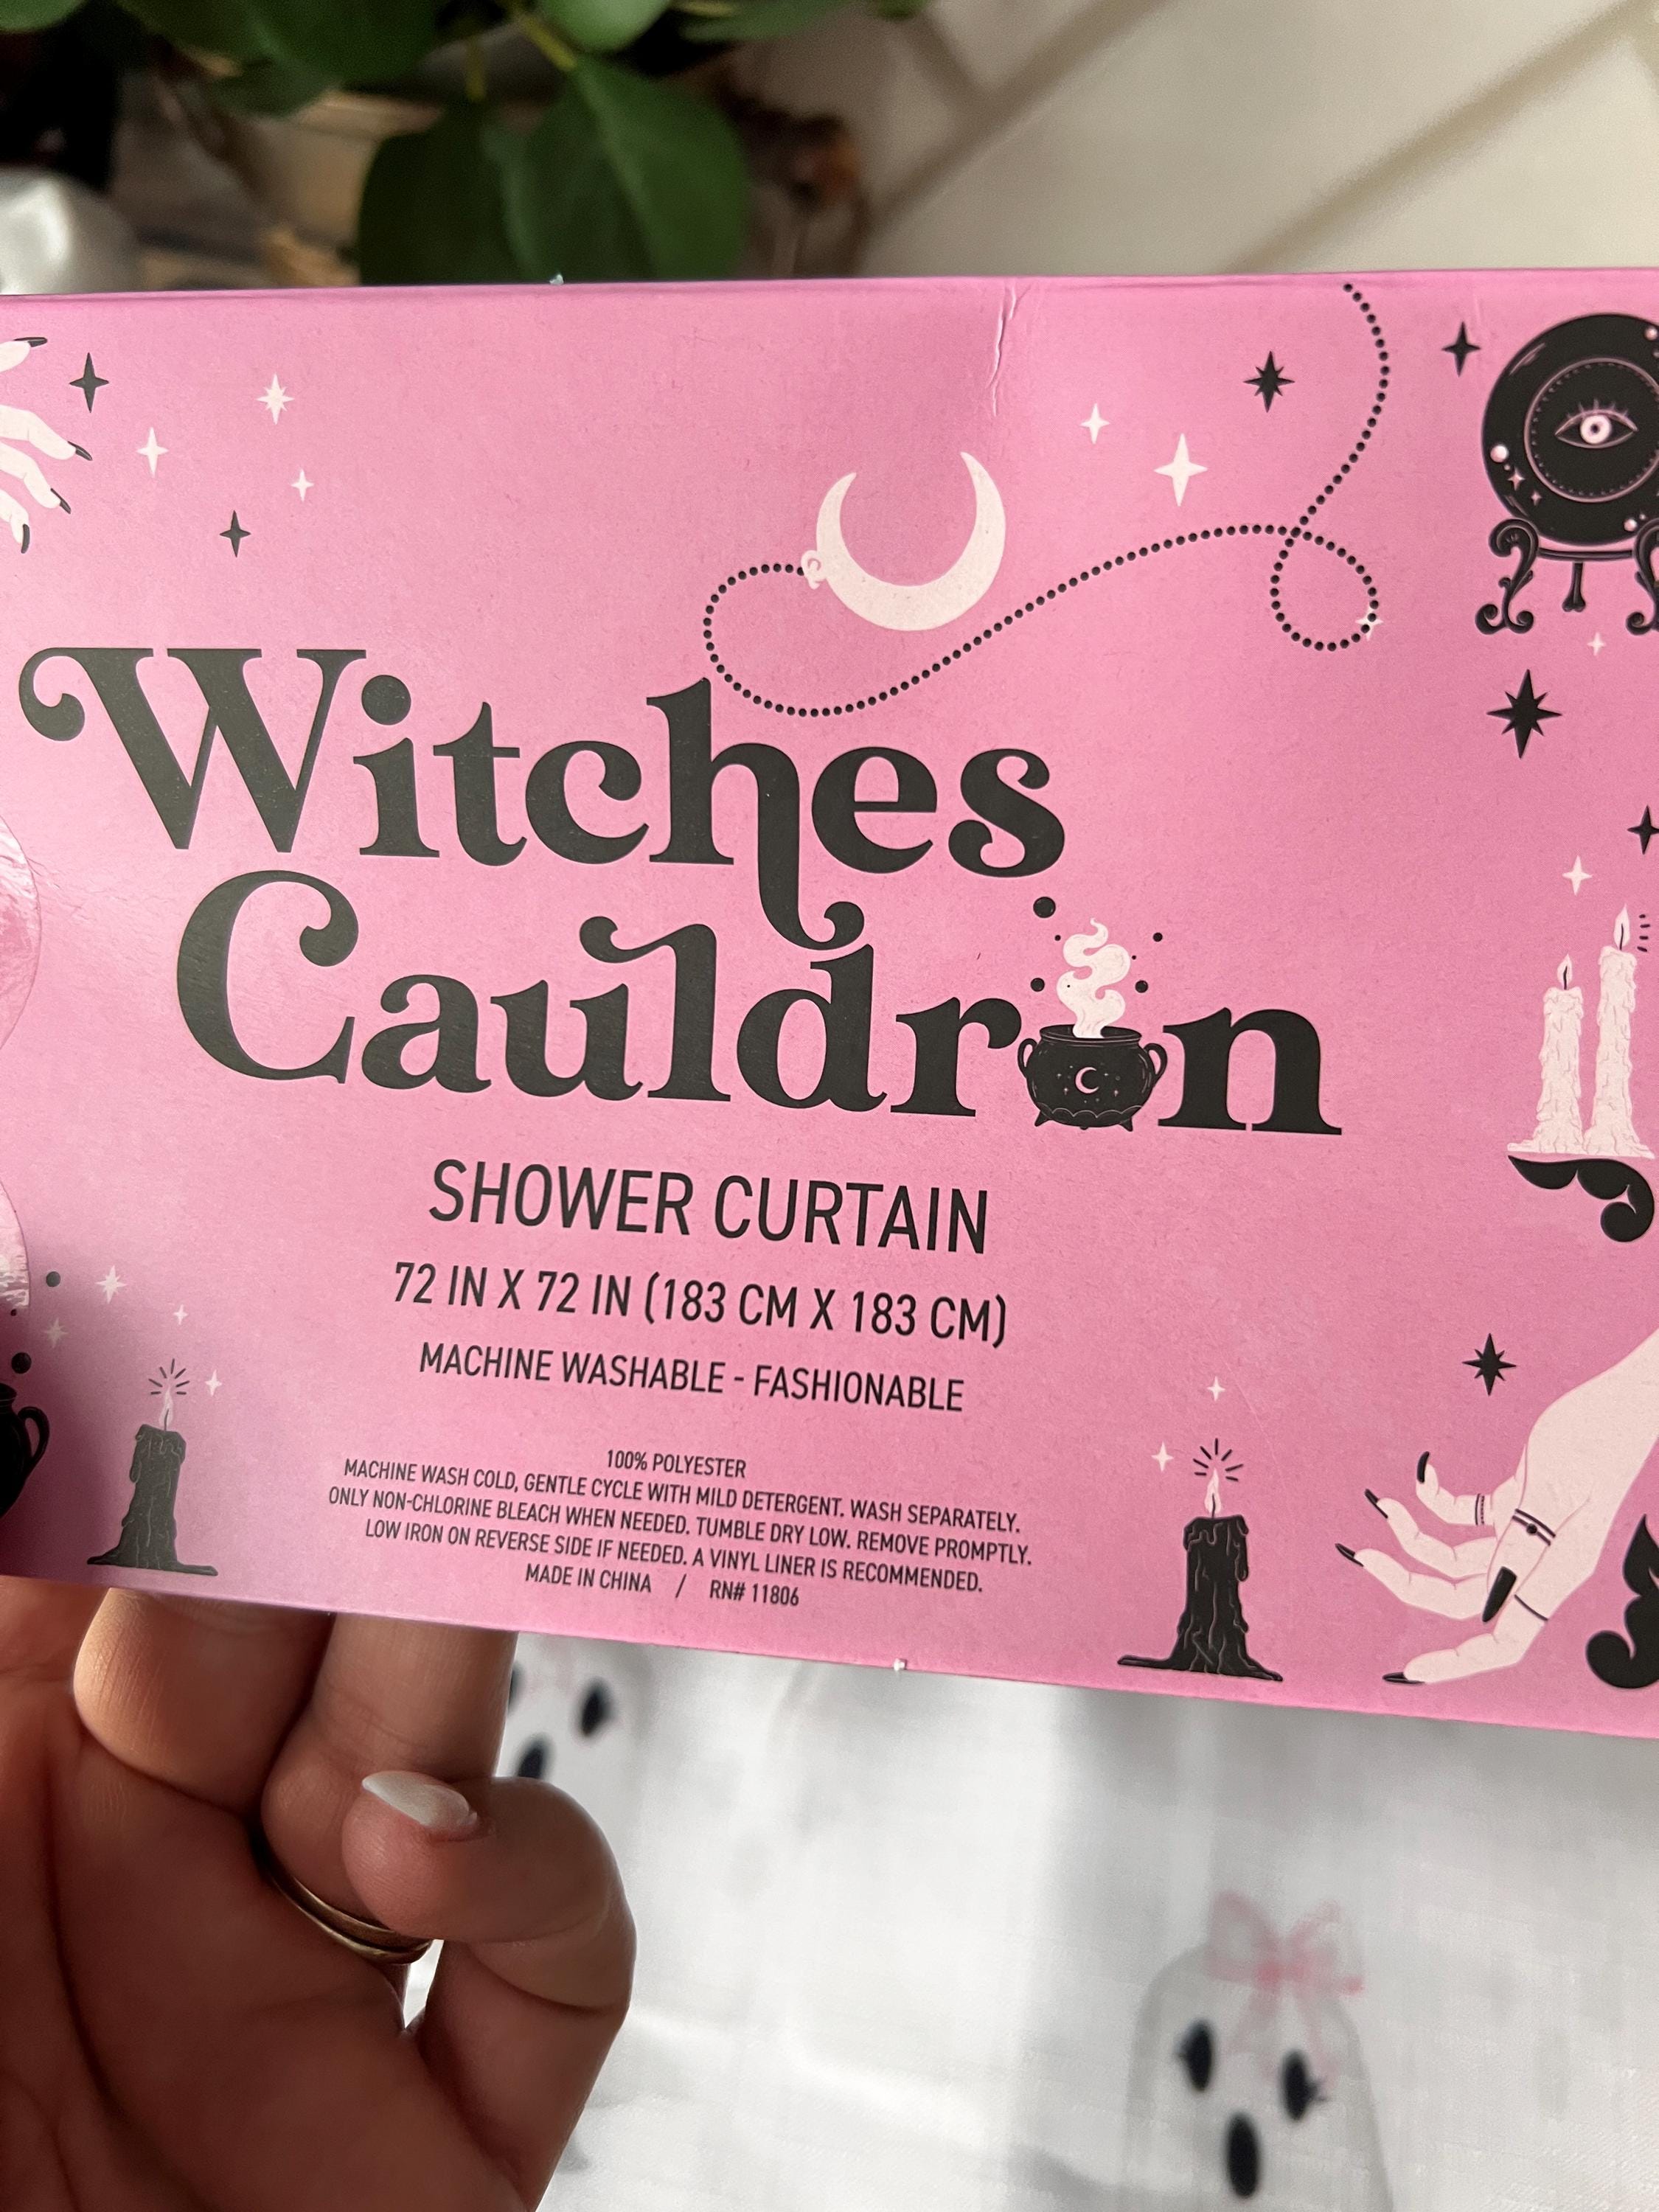 Witches
Cauldron
SHOWER CURTAIN
72 IN X 72 IN (183 CM X 183 CM)
MACHINE WASHABLE - FASHIONABLE
100% POLYESTER
MACHINE WASH COLD, GENTLE CYCLE WITH MILD DETERGENT. WASH SEPARATELY.
ONLY NON-CHLORINE BLEACH WHEN NEEDED. TUMBLE DRY LOW. REMOVE PROMPTLY.
LOW IRON ON REVERSE SIDE IF NEEDED. A VINYL LINER IS RECOMMENDED.
MADE IN CHINA / RN# 11806